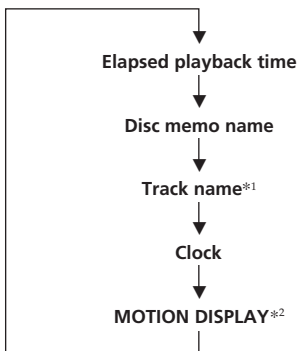 Elapsed playback time
Disc memo name
Track name*1
Clock
MOTION DISPLAY*2